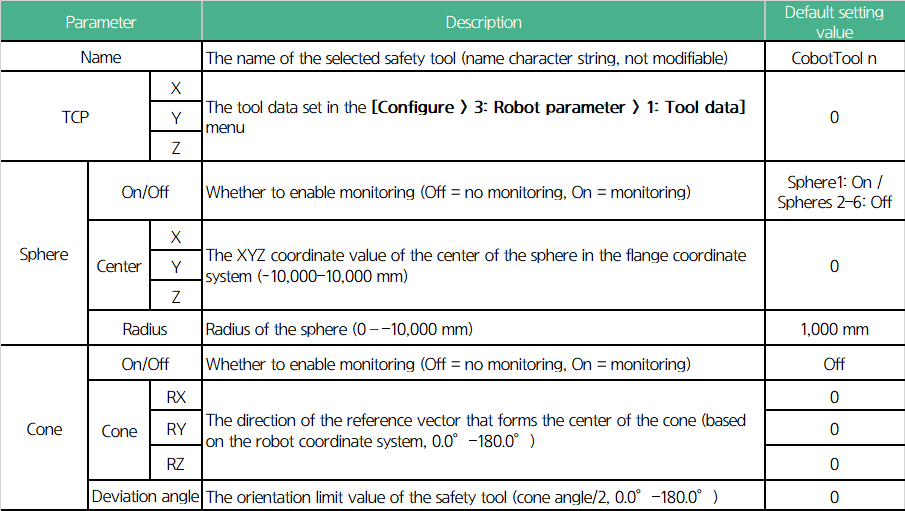 Parameter Description Default setting
value
Name The name of the selected safety tool (name character string, not modifiable) CobotTool n
TCP
X
Y
Z
The tool data set in the [Configure > 3: Robot parameter > 1: Tool data]
menu
0
Sphere
On/Off Whether to enable monitoring (Off = no monitoring, On = monitoring) Sphere1: On /
Spheres 2-6: Off
Center
X
Y
Z
The XYZ coordinate value of the center of the sphere in the flange coordinate
system (-10,000-10,000 mm)
0
Radius Radius of the sphere (0 – -10,000 mm) 1,000 mm
Cone
On/Off Whether to enable monitoring (Off = no monitoring, On = monitoring) Off
Cone
RX
RY
RZ
The direction of the reference vector that forms the center of the cone (based
on the robot coordinate system, 0.0° -180.0° )
0
0
0
Deviation angle The orientation limit value of the safety tool (cone angle/2, 0.0° -180.0° ) 0